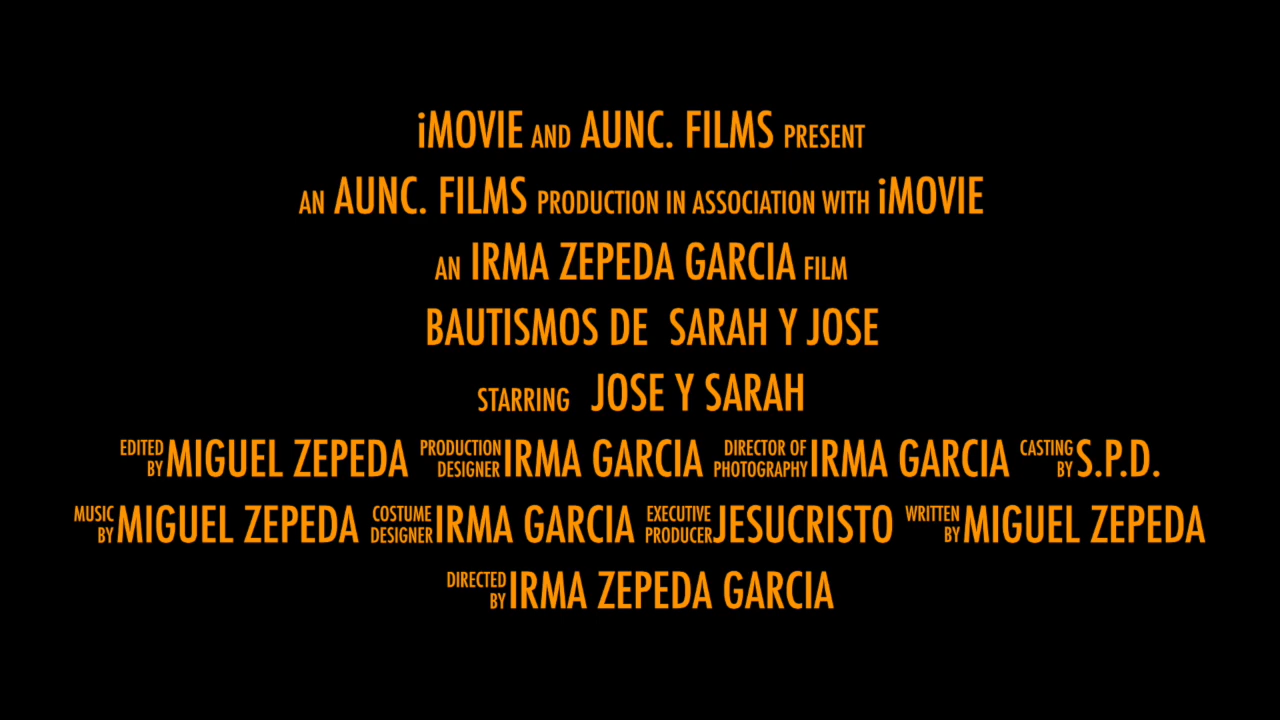 iMOVIE AND AUNC. FILMS PRESENT
AN AUNC. FILMS PRODUCTION IN ASSOCIATION WITH iMOVIE
AN IRMA ZEPEDA GARCIA FILM
BAUTISMOS DE SARAH Y JOSE
STARRING JOSE Y SARAH
EDITED BY MIGUEL ZEPEDA PRODUCTION DESIGNER IRMA GARCIA DIRECTOR OF PHOTOGRAPHY IRMA GARCIA CASTING BY S.P.D.
MUSIC BY MIGUEL ZEPEDA COSTUME DESIGNER IRMA GARCIA EXECUTIVE PRODUCER JESUCRISTO WRITTEN BY MIGUEL ZEPEDA
DIRECTED BY IRMA ZEPEDA GARCIA